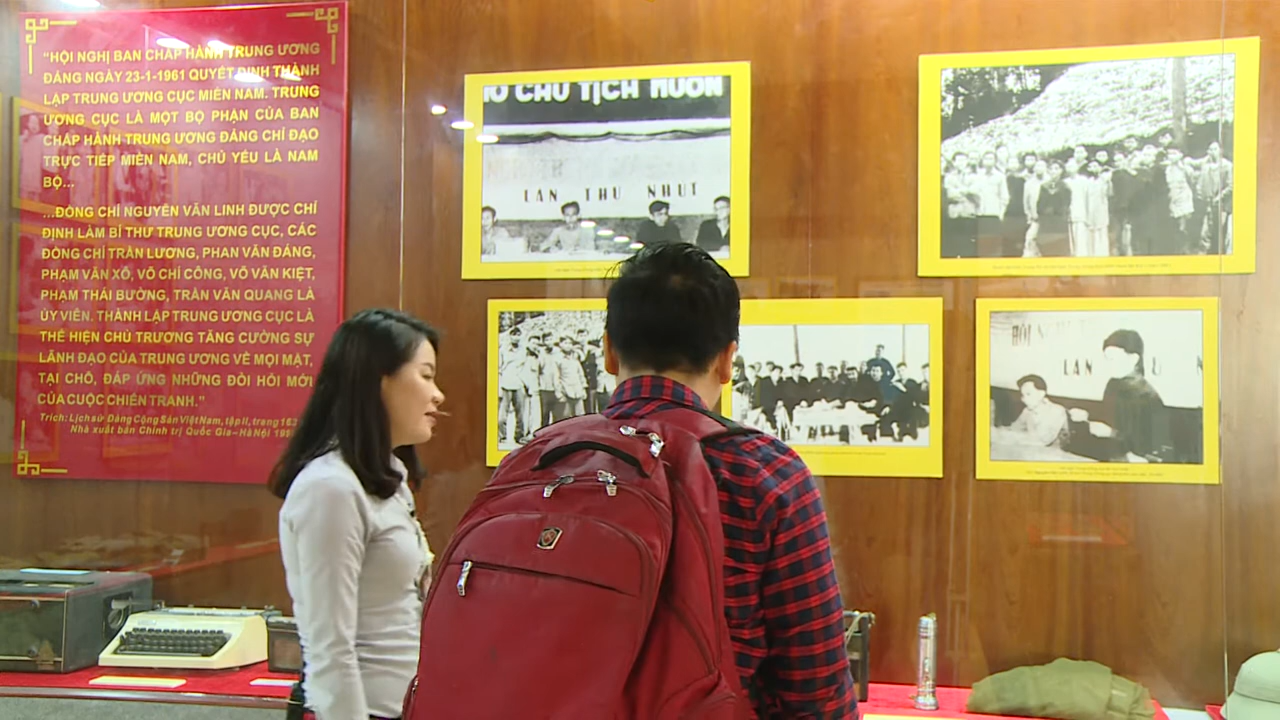 “HỘI NGHỊ BAN CHẤP HÀNH TRUNG ƯƠNG
ĐẢNG NGÀY 23-1-1961 QUYẾT ĐỊNH THÀNH
LẬP TRUNG ƯƠNG CỤC MIỀN NAM. TRUNG
ƯƠNG CỤC LÀ MỘT BỘ PHẬN CỦA BAN
CHẤP HÀNH TRUNG ƯƠNG ĐẢNG CHỈ ĐẠO
TRỰC TIẾP MIỀN NAM, CHỦ YẾU LÀ NAM
BỘ...
...ĐỒNG CHÍ NGUYỄN VĂN LINH ĐƯỢC CHỈ
ĐỊNH LÀM BÍ THƯ TRUNG ƯƠNG CỤC, CÁC
ĐỒNG CHÍ TRẦN LƯƠNG, PHAN VĂN ĐÁNG,
PHẠM VĂN XÔ, VÕ CHÍ CÔNG, VÕ VĂN KIỆT,
PHẠM THÁI BƯỜNG, TRẦN VĂN QUANG LÀ
ỦY VIÊN. THÀNH LẬP TRUNG ƯƠNG CỤC LÀ
THỂ HIỆN CHỦ TRƯƠNG TĂNG CƯỜNG SỰ
LÃNH ĐẠO CỦA TRUNG ƯƠNG VỀ MỌI MẶT,
TẠI CHỖ, ĐÁP ỨNG NHỮNG ĐÒI HỎI MỚI
CỦA CUỘC CHIẾN TRANH.”
Trích: Lịch sử Đảng Cộng Sản Việt Nam, tập II, trang 163
Nhà xuất bản Chính trị Quốc Gia – Hà Nội
CHỦ TỊCH MUÔN
LẦN THỨ NHỨT
HỘI
LẦN